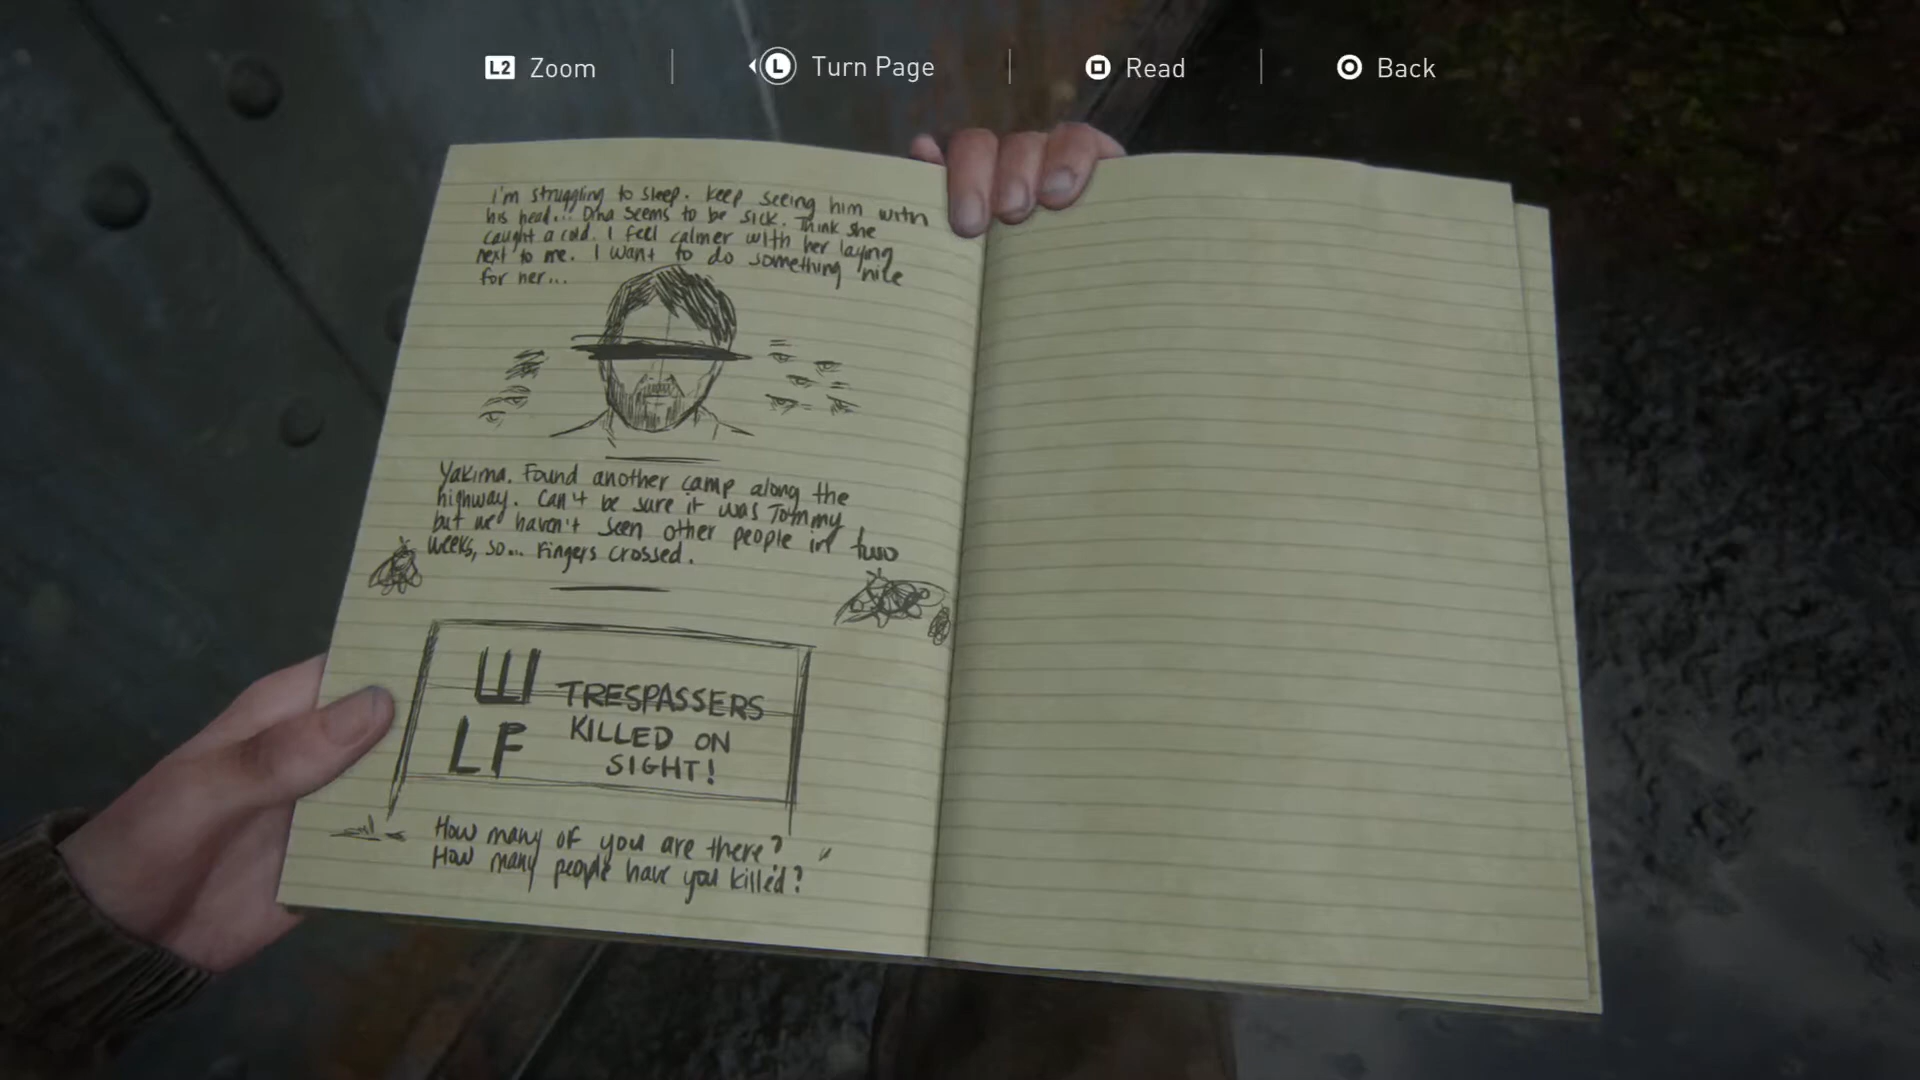 L2 Zoom
L Turn Page
Read
Back
I'm struggling to sleep. Keep seeing him with
his head... Dina seems to be sick. Think she
caught a cold. I feel calmer with her laying
next to me. I want to do something nice
for her...
Yakima. Found another camp along the
highway. Can't be sure it was Tommy
but we haven't seen other people in two
weeks, so... Fingers crossed.
W
LF
TRESPASSERS
KILLED ON
SIGHT!
How many of you are there?
How many people have you killed?